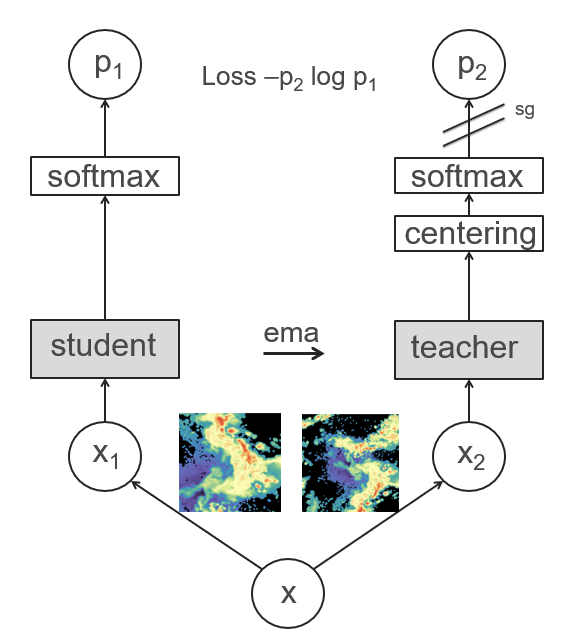 p₁
Loss –p₂ log p₁
p₂
sg
softmax
softmax
centering
student
ema
teacher
x₁
x₂
x